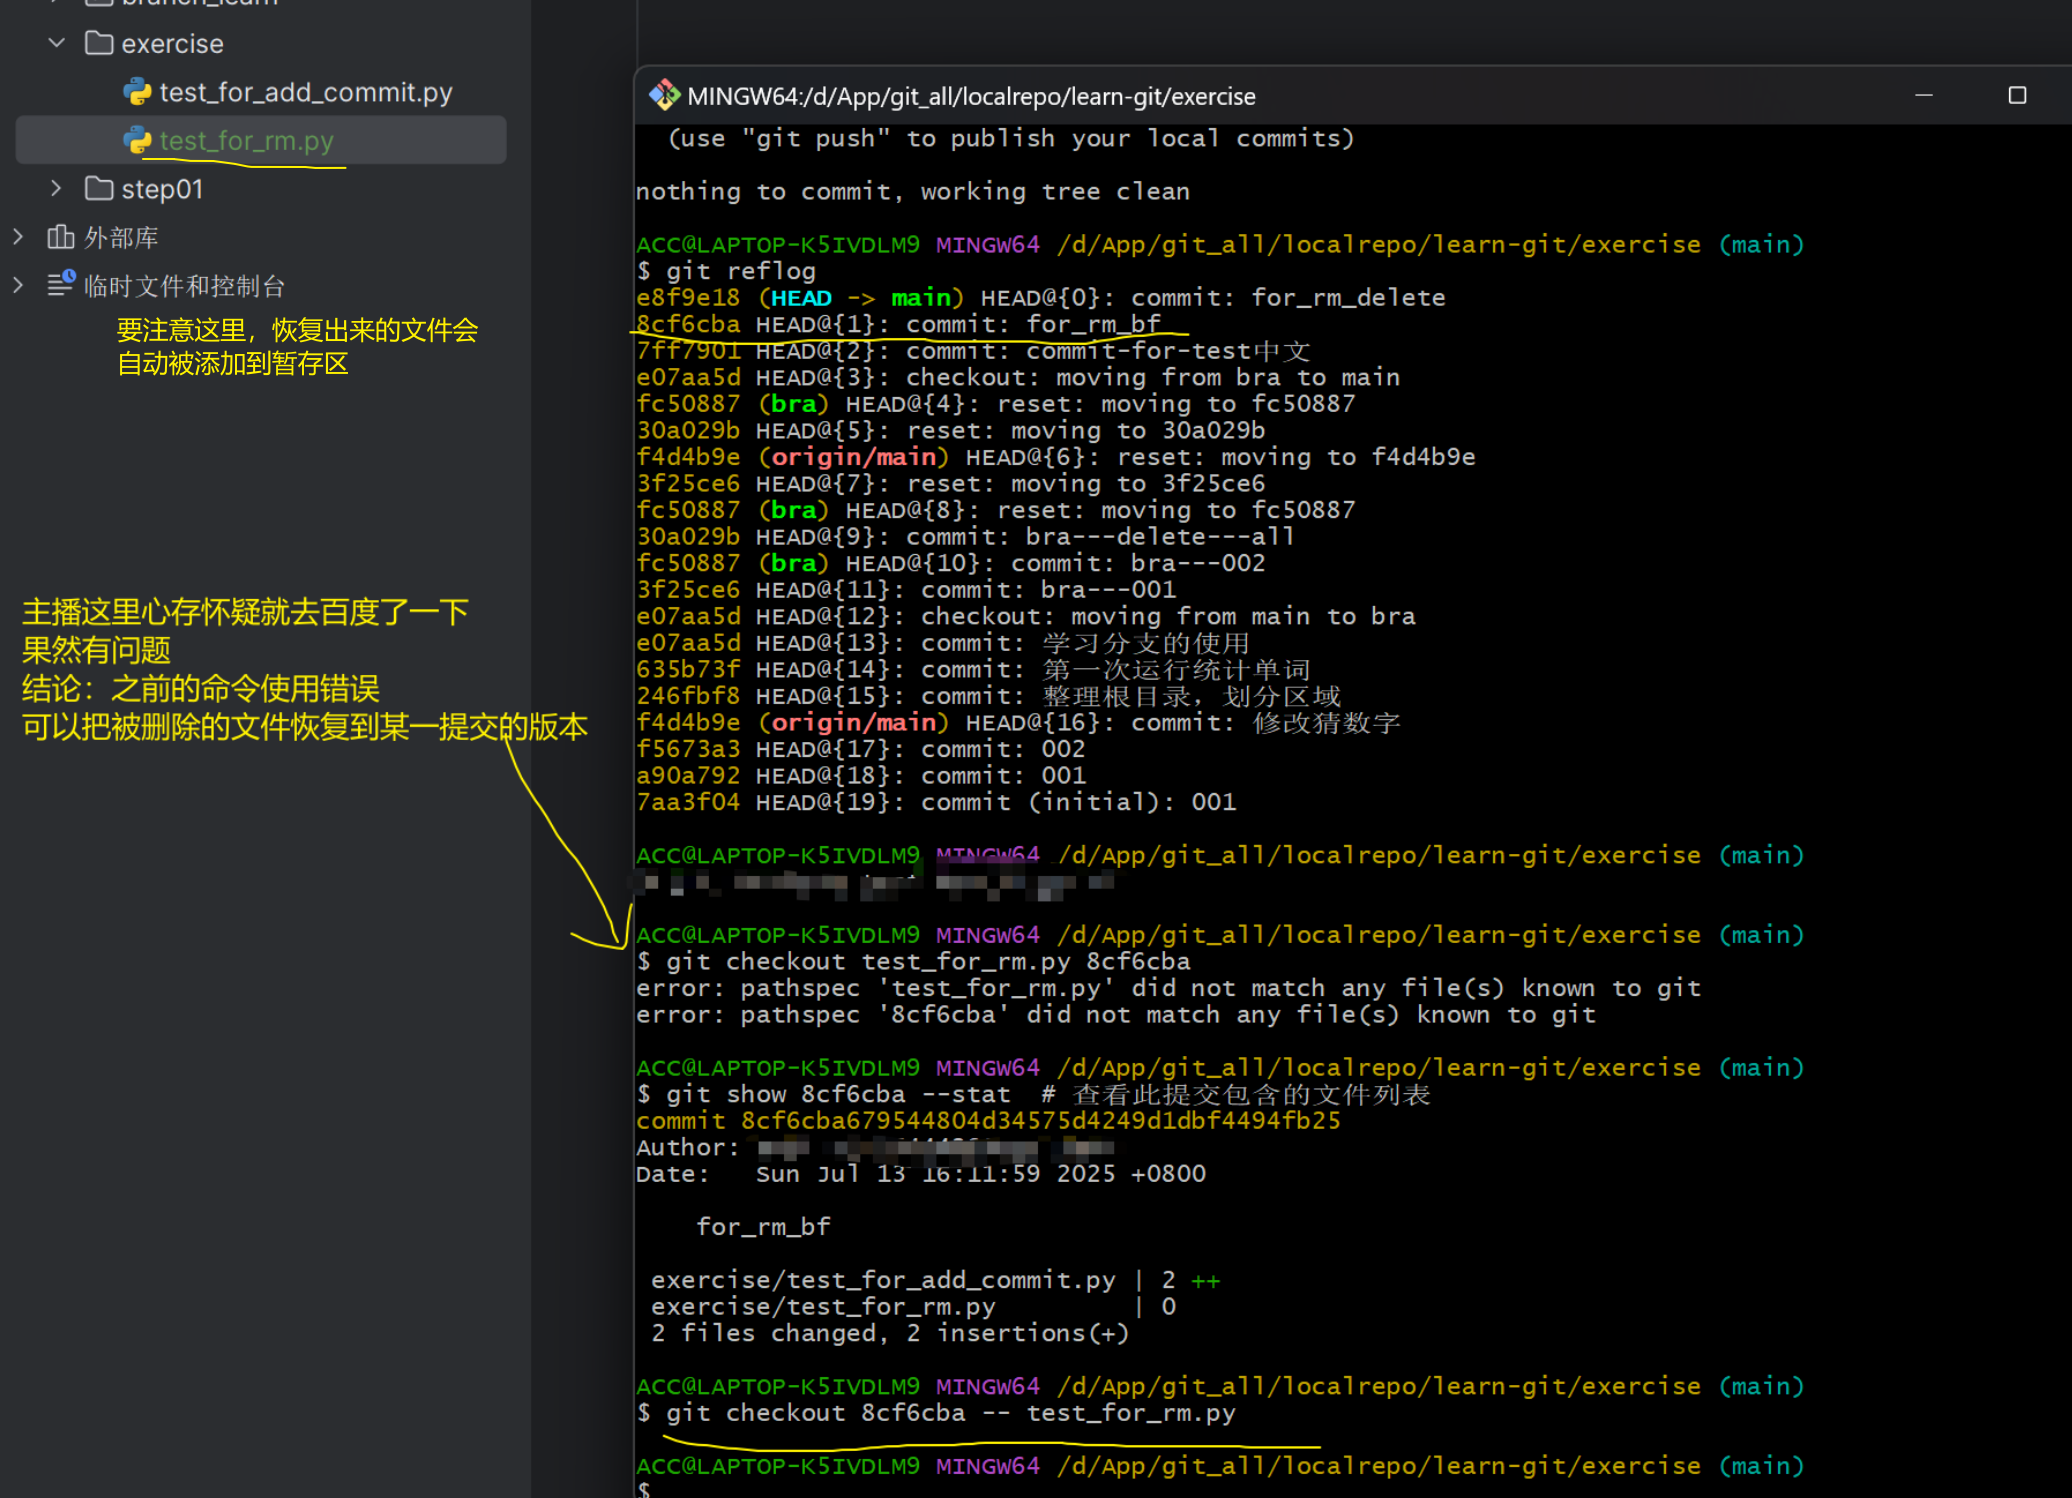 exercise
test_for_add_commit.py
test_for_rm.py
step01
外部库
临时文件和控制台
要注意这里，恢复出来的文件会
自动被添加到暂存区
主播这里心存怀疑就去百度了一下
果然有问题
结论：之前的命令使用错误
可以把被删除的文件恢复到某一提交的版本
MINGW64:/d/App/git_all/localrepo/learn-git/exercise
(use "git push" to publish your local commits)
nothing to commit, working tree clean
ACC@LAPTOP-K5IVDLM9 MINGW64 /d/App/git_all/localrepo/learn-git/exercise (main)
$ git reflog
e8f9e18 (HEAD -> main) HEAD@{0}: commit: for_rm_delete
8cf6cba HEAD@{1}: commit: for_rm_bf
7ff7901 HEAD@{2}: commit: commit-for-test中文
e07aa5d HEAD@{3}: checkout: moving from bra to main
fc50887 (bra) HEAD@{4}: reset: moving to fc50887
30a029b HEAD@{5}: reset: moving to 30a029b
f4d4b9e (origin/main) HEAD@{6}: reset: moving to f4d4b9e
3f25ce6 HEAD@{7}: reset: moving to 3f25ce6
fc50887 (bra) HEAD@{8}: reset: moving to fc50887
30a029b HEAD@{9}: commit: bra---delete---all
fc50887 (bra) HEAD@{10}: commit: bra---002
3f25ce6 HEAD@{11}: commit: bra---001
e07aa5d HEAD@{12}: checkout: moving from main to bra
e07aa5d HEAD@{13}: commit: 学习分支的使用
635b73f HEAD@{14}: commit: 第一次运行统计单词
246fbf8 HEAD@{15}: commit: 整理根目录，划分区域
f4d4b9e (origin/main) HEAD@{16}: commit: 修改猜数字
f5673a3 HEAD@{17}: commit: 002
a90a792 HEAD@{18}: commit: 001
7aa3f04 HEAD@{19}: commit (initial): 001
ACC@LAPTOP-K5IVDLM9 MINGW64 /d/App/git_all/localrepo/learn-git/exercise (main)
ACC@LAPTOP-K5IVDLM9 MINGW64 /d/App/git_all/localrepo/learn-git/exercise (main)
$ git checkout test_for_rm.py 8cf6cba
error: pathspec 'test_for_rm.py' did not match any file(s) known to git
error: pathspec '8cf6cba' did not match any file(s) known to git
ACC@LAPTOP-K5IVDLM9 MINGW64 /d/App/git_all/localrepo/learn-git/exercise (main)
$ git show 8cf6cba --stat  # 查看此提交包含的文件列表
commit 8cf6cba679544804d34575d4249d1dbf4494fb25
Author:
Date:   Sun Jul 13 16:11:59 2025 +0800
for_rm_bf
exercise/test_for_add_commit.py | 2 ++
exercise/test_for_rm.py         | 0
2 files changed, 2 insertions(+)
ACC@LAPTOP-K5IVDLM9 MINGW64 /d/App/git_all/localrepo/learn-git/exercise (main)
$ git checkout 8cf6cba -- test_for_rm.py
ACC@LAPTOP-K5IVDLM9 MINGW64 /d/App/git_all/localrepo/learn-git/exercise (main)
$